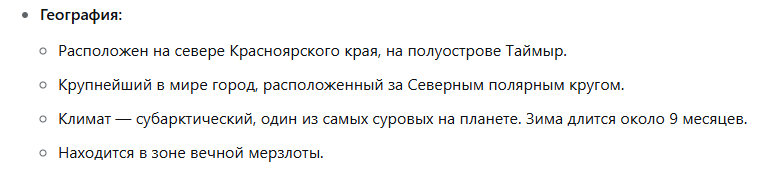 География:
Расположен на севере Красноярского края, на полуострове Таймыр.
Крупнейший в мире город, расположенный за Северным полярным кругом.
Климат — субарктический, один из самых суровых на планете. Зима длится около 9 месяцев.
Находится в зоне вечной мерзлоты.